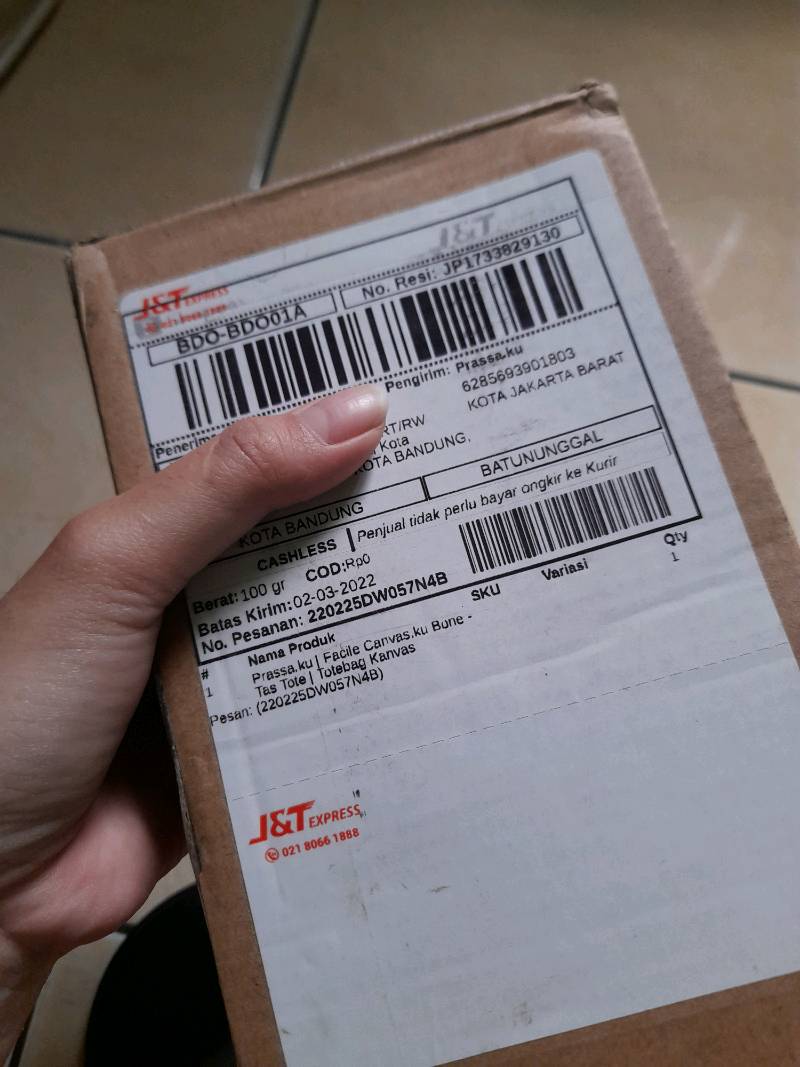 J&T
J&T EXPRESS
No. Resi: JP1733829130
BDO-BDO01A
Pengirim: Prassa.ku
6285693901803
KOTA JAKARTA BARAT
Penerim
RT/RW
Kota
KOTA BANDUNG,
KOTA BANDUNG
BATUNUNGGAL
CASHLESS
Penjual tidak perlu bayar ongkir ke Kurir
Berat: 100 gr
COD:Rp0
Batas Kirim: 02-03-2022
No. Pesanan: 220225DW057N4B
# Nama Produk SKU Variasi Qty
1 Prassa.ku | Facile Canvas.ku Bone - 1
Tas Tote | Totebag Kanvas
Pesan: (220225DW057N4B)
J&T EXPRESS
021 8066 1888